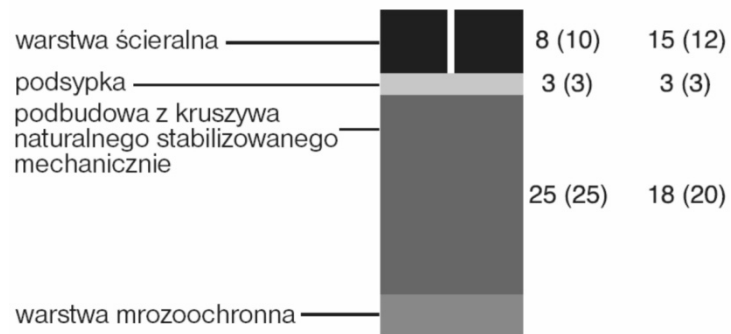 warstwa ścieralna 8 (10) 15 (12)
podsypka 3 (3) 3 (3)
podbudowa z kruszywa
naturalnego stabilizowanego
mechanicznie
25 (25) 18 (20)
warstwa mrozoochronna